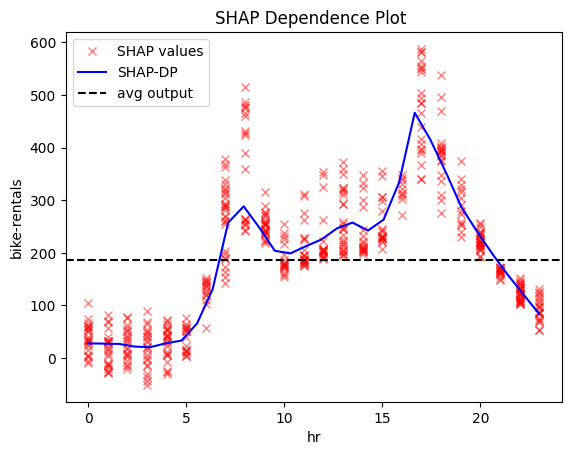 SHAP Dependence Plot
600
500
400
300
200
100
0
bike-rentals
SHAP values
SHAP-DP
avg output
0
5
10
15
20
hr